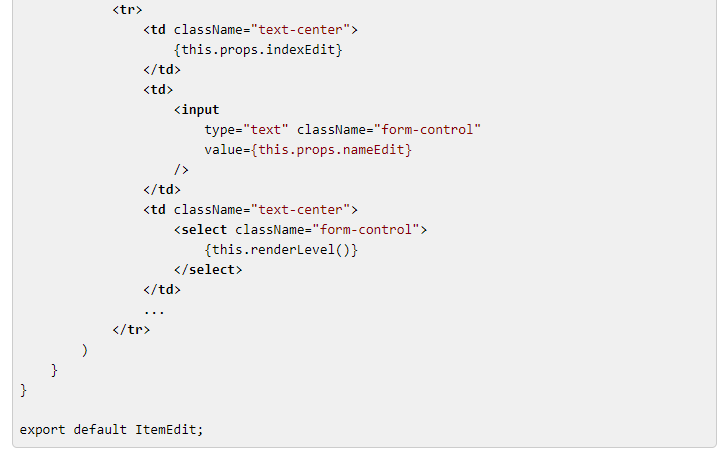 <tr>
<td className="text-center">
{this.props.indexEdit}
</td>
<td>
<input
type="text" className="form-control"
value={this.props.nameEdit}
/>
</td>
<td className="text-center">
<select className="form-control">
{this.renderLevel()}
</select>
</td>
...
</tr>
)
}
}
export default ItemEdit;